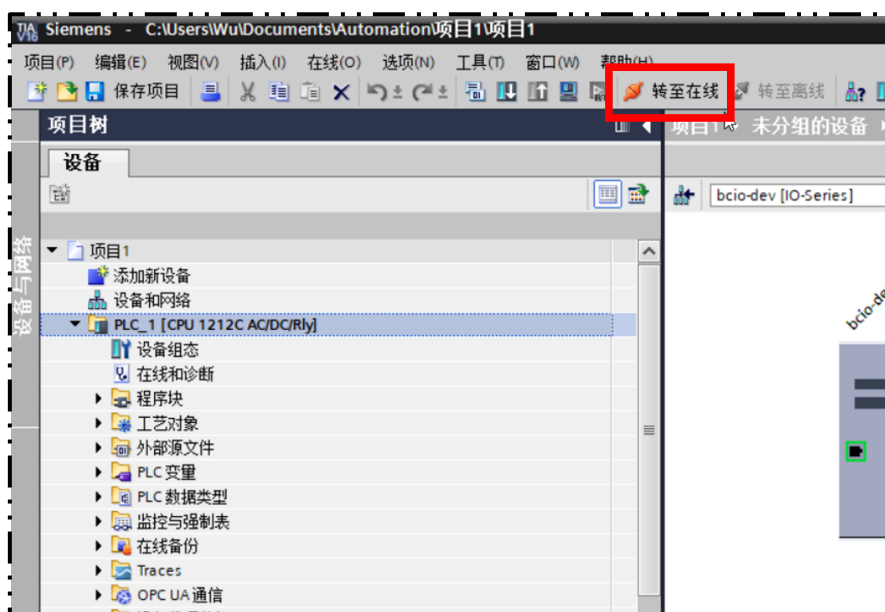 TIA V16 Siemens - C:\Users\Wu\Documents\Automation\项目1\项目1
项目(P) 编辑(E) 视图(V) 插入(I) 在线(O) 选项(N) 工具(T) 窗口(W) 帮助(H)
保存项目 转至在线 转至离线
项目树
项目1 未分组的设备
设备
bcio-dev [IO-Series]
设备与网络
项目1
添加新设备
设备和网络
PLC_1 [CPU 1212C AC/DC/Rly]
设备组态
在线和诊断
程序块
工艺对象
外部源文件
PLC 变量
PLC 数据类型
监控与强制表
在线备份
Traces
OPC UA 通信